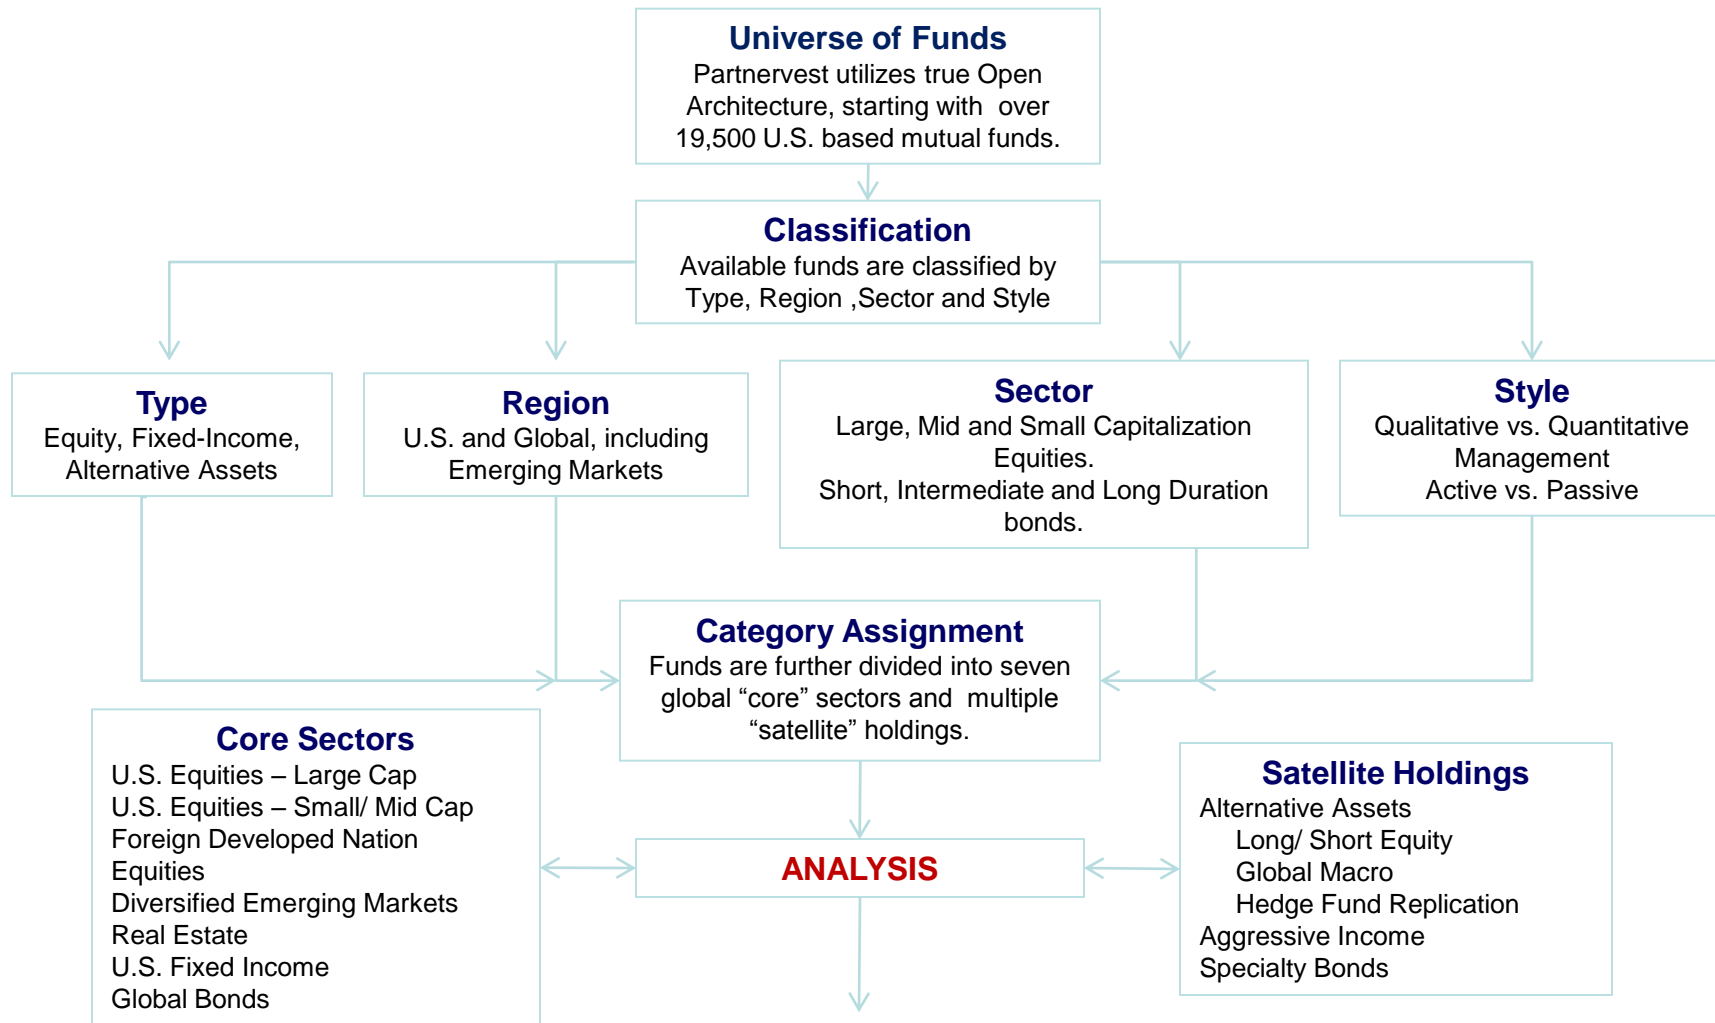 Universe of Funds
Partnervest utilizes true Open
Architecture, starting with  over
19,500 U.S. based mutual funds.
Classification
Available funds are classified by
Type, Region ,Sector and Style
Type
Equity, Fixed-Income,
Alternative Assets
Region
U.S. and Global, including
Emerging Markets
Sector
Large, Mid and Small Capitalization
Equities.
Short, Intermediate and Long Duration
bonds.
Style
Qualitative vs. Quantitative
Management
Active vs. Passive
Category Assignment
Funds are further divided into seven
global “core” sectors and  multiple
“satellite” holdings.
Core Sectors
U.S. Equities – Large Cap
U.S. Equities – Small/ Mid Cap
Foreign Developed Nation
Equities
Diversified Emerging Markets
Real Estate
U.S. Fixed Income
Global Bonds
ANALYSIS
Satellite Holdings
Alternative Assets
Long/ Short Equity
Global Macro
Hedge Fund Replication
Aggressive Income
Specialty Bonds